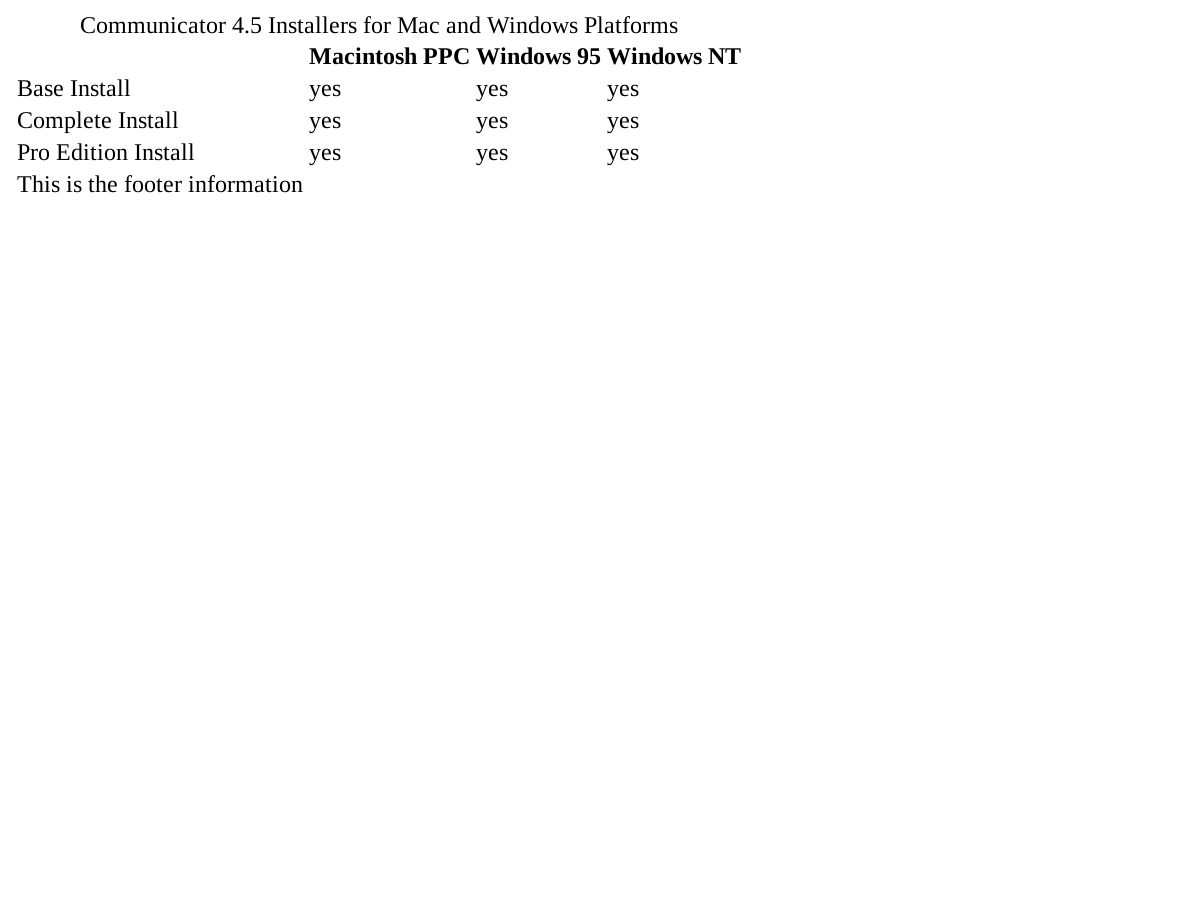 Communicator 4.5 Installers for Mac and Windows Platforms
Macintosh PPC Windows 95 Windows NT
Base Install yes yes yes
Complete Install yes yes yes
Pro Edition Install yes yes yes
This is the footer information